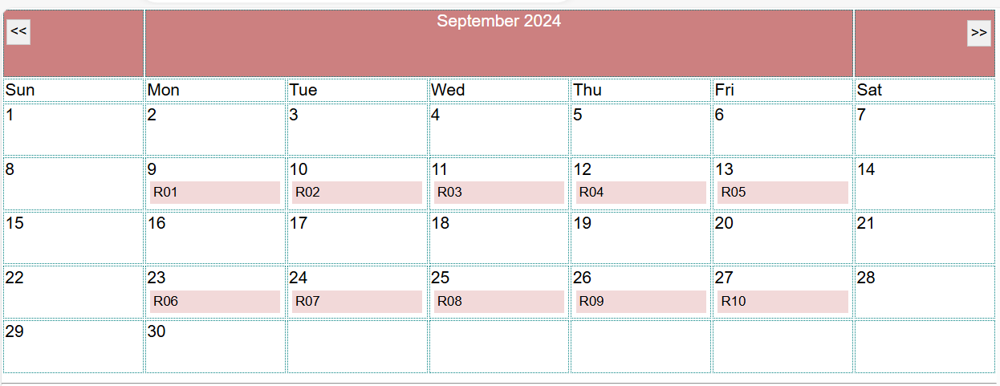 << September 2024 >>
Sun Mon Tue Wed Thu Fri Sat
1 2 3 4 5 6 7
8 9 10 11 12 13 14
R01 R02 R03 R04 R05
15 16 17 18 19 20 21
22 23 24 25 26 27 28
R06 R07 R08 R09 R10
29 30